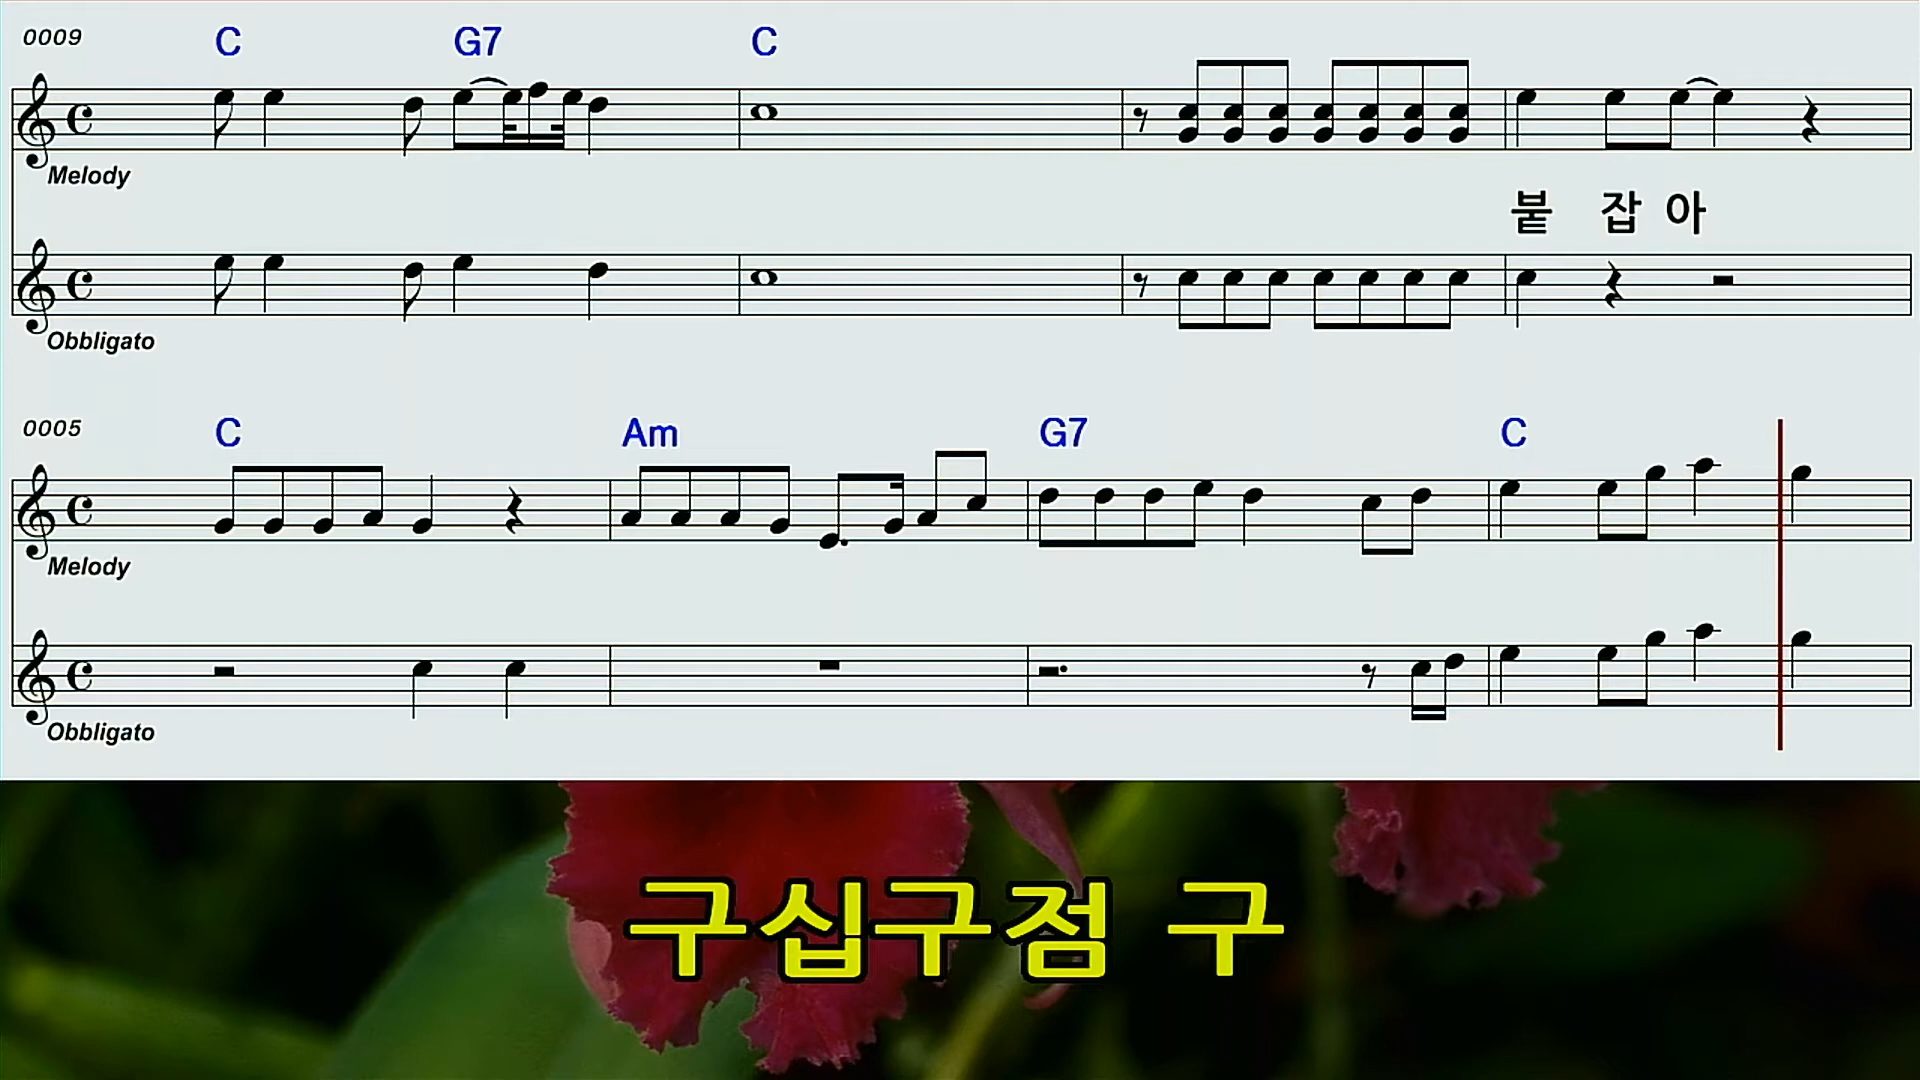 0009 C G7 C
Melody
붙 잡 아
Obbligato
0005 C Am G7 C
Melody
Obbligato
구십구점 구